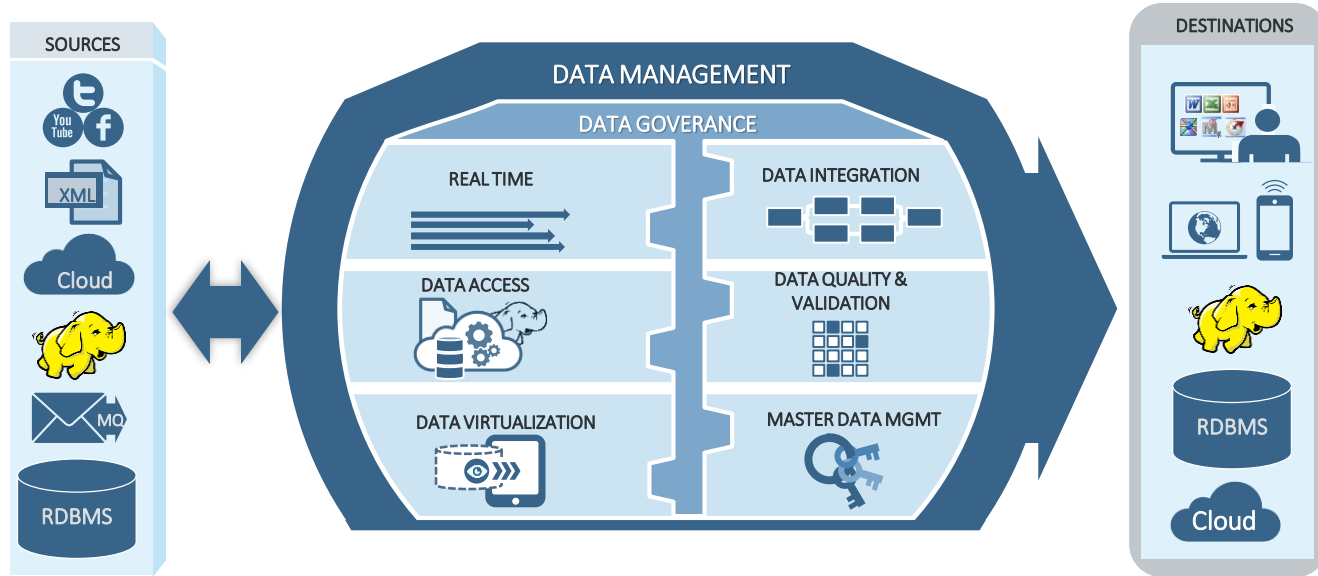 SOURCES
You
Tube
XML
Cloud
MQ
RDBMS
DATA MANAGEMENT
DATA GOVERANCE
REAL TIME
DATA INTEGRATION
DATA ACCESS
DATA QUALITY &
VALIDATION
DATA VIRTUALIZATION
MASTER DATA MGMT
DESTINATIONS
RDBMS
Cloud